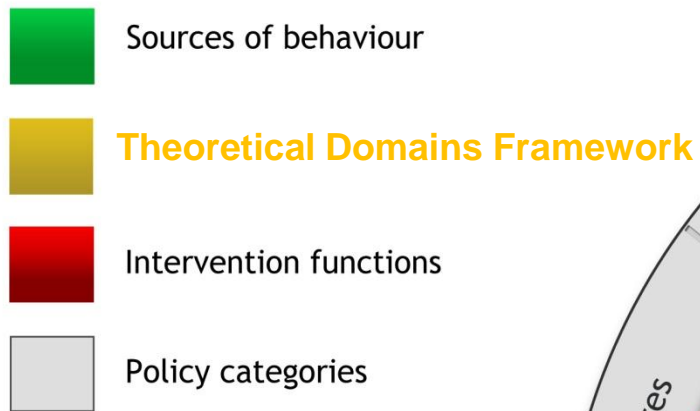 Sources of behaviour
Theoretical Domains Framework
Intervention functions
Policy categories